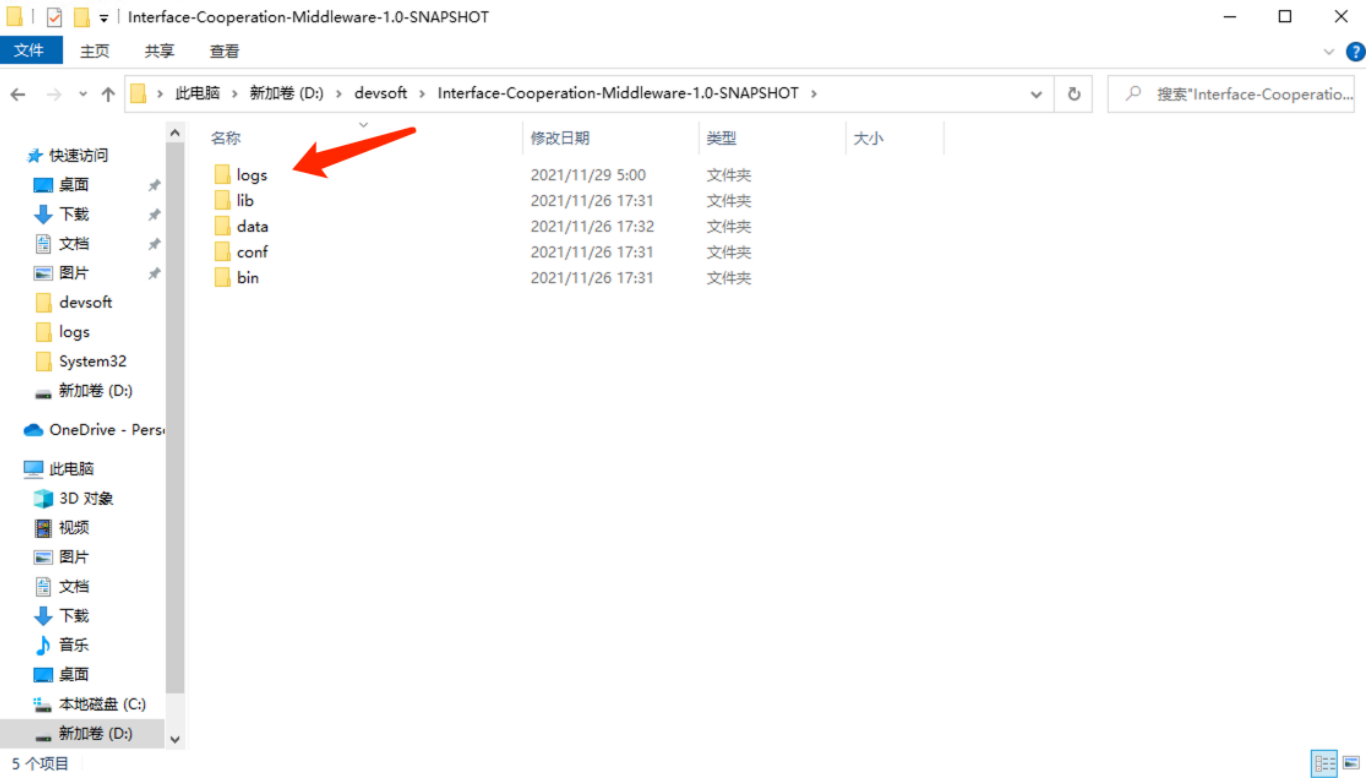 Interface-Cooperation-Middleware-1.0-SNAPSHOT
文件 主页 共享 查看
此电脑 新加卷 (D:) devsoft Interface-Cooperation-Middleware-1.0-SNAPSHOT
搜索"Interface-Cooperatio...
名称 修改日期 类型 大小
logs 2021/11/29 5:00 文件夹
lib 2021/11/26 17:31 文件夹
data 2021/11/26 17:32 文件夹
conf 2021/11/26 17:31 文件夹
bin 2021/11/26 17:31 文件夹
快速访问
桌面
下载
文档
图片
devsoft
logs
System32
新加卷 (D:)
OneDrive - Pers
此电脑
3D 对象
视频
图片
文档
下载
音乐
桌面
本地磁盘 (C:)
新加卷 (D:)
5 个项目